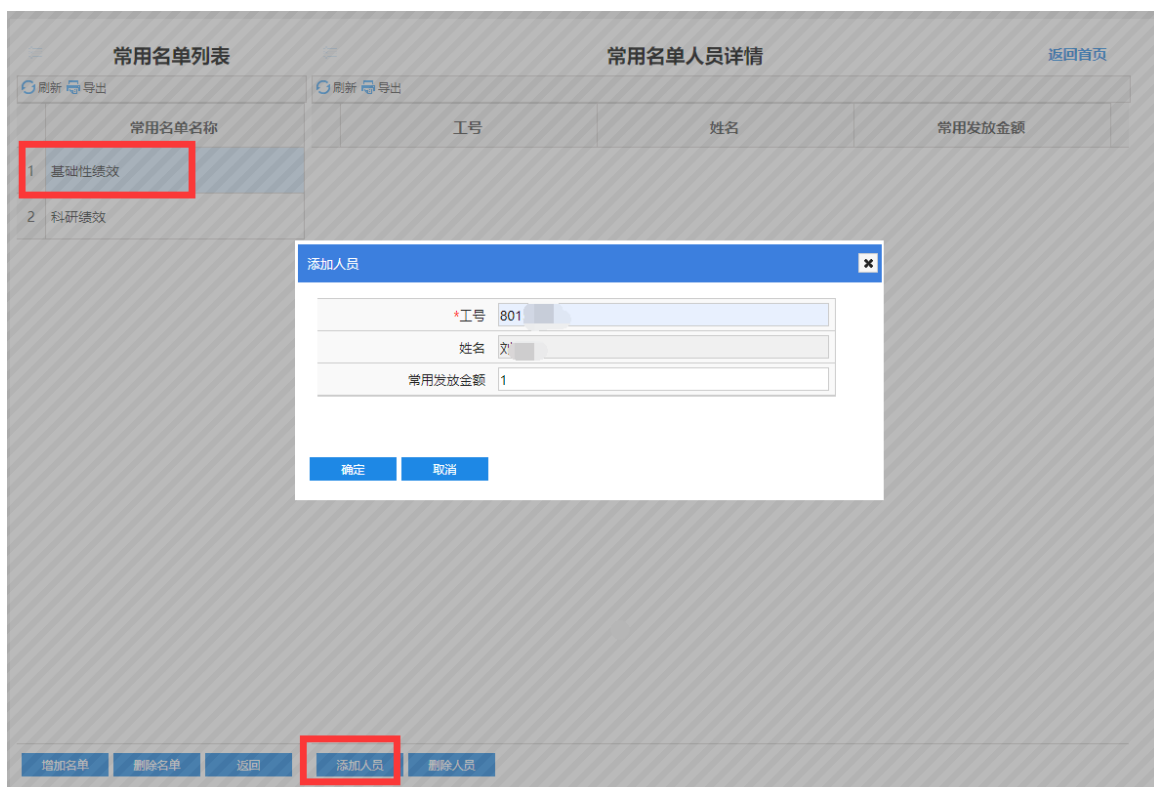 常用名单列表
常用名单人员详情
返回首页
刷新 导出
刷新 导出
常用名单名称
工号 姓名 常用发放金额
1 基础性绩效
2 科研绩效
添加人员
*工号 801
姓名 刘
常用发放金额 1
确定 取消
增加名单 删除名单 返回 添加人员 删除人员